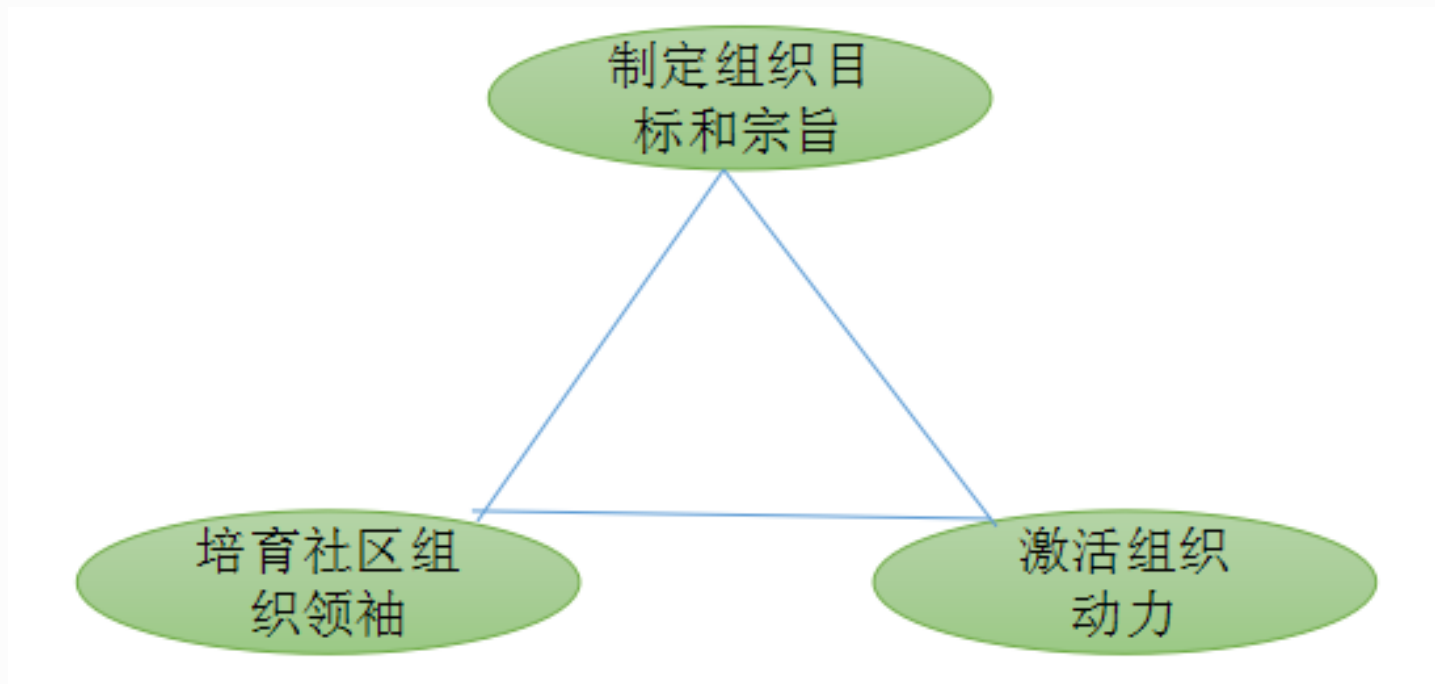 制定组织目
标和宗旨
培育社区组
织领袖
激活组织
动力